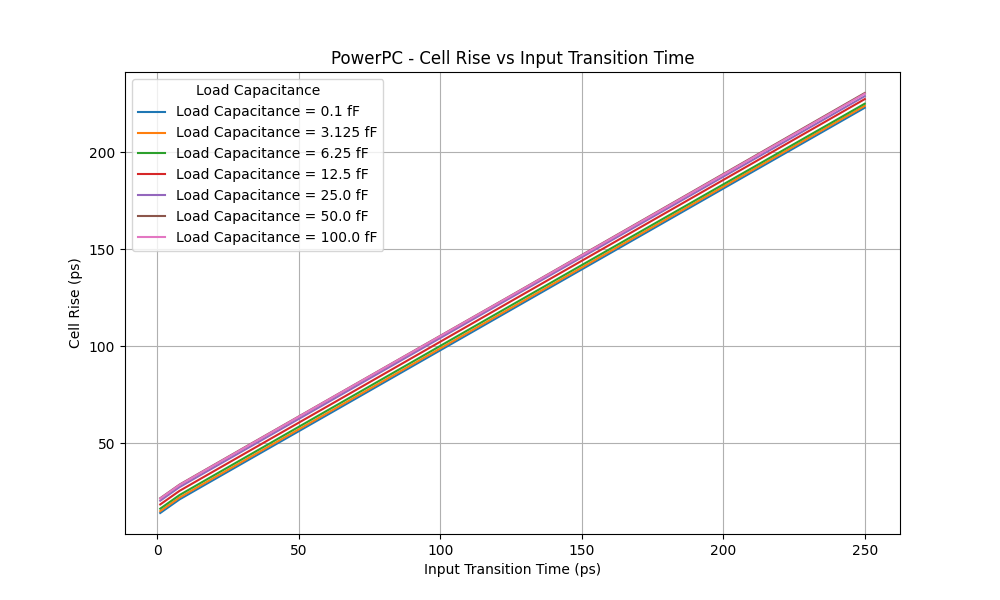 PowerPC - Cell Rise vs Input Transition Time
Load Capacitance
Load Capacitance = 0.1 fF
Load Capacitance = 3.125 fF
Load Capacitance = 6.25 fF
Load Capacitance = 12.5 fF
Load Capacitance = 25.0 fF
Load Capacitance = 50.0 fF
Load Capacitance = 100.0 fF
Cell Rise (ps)
200
150
100
50
0 50 100 150 200 250
Input Transition Time (ps)